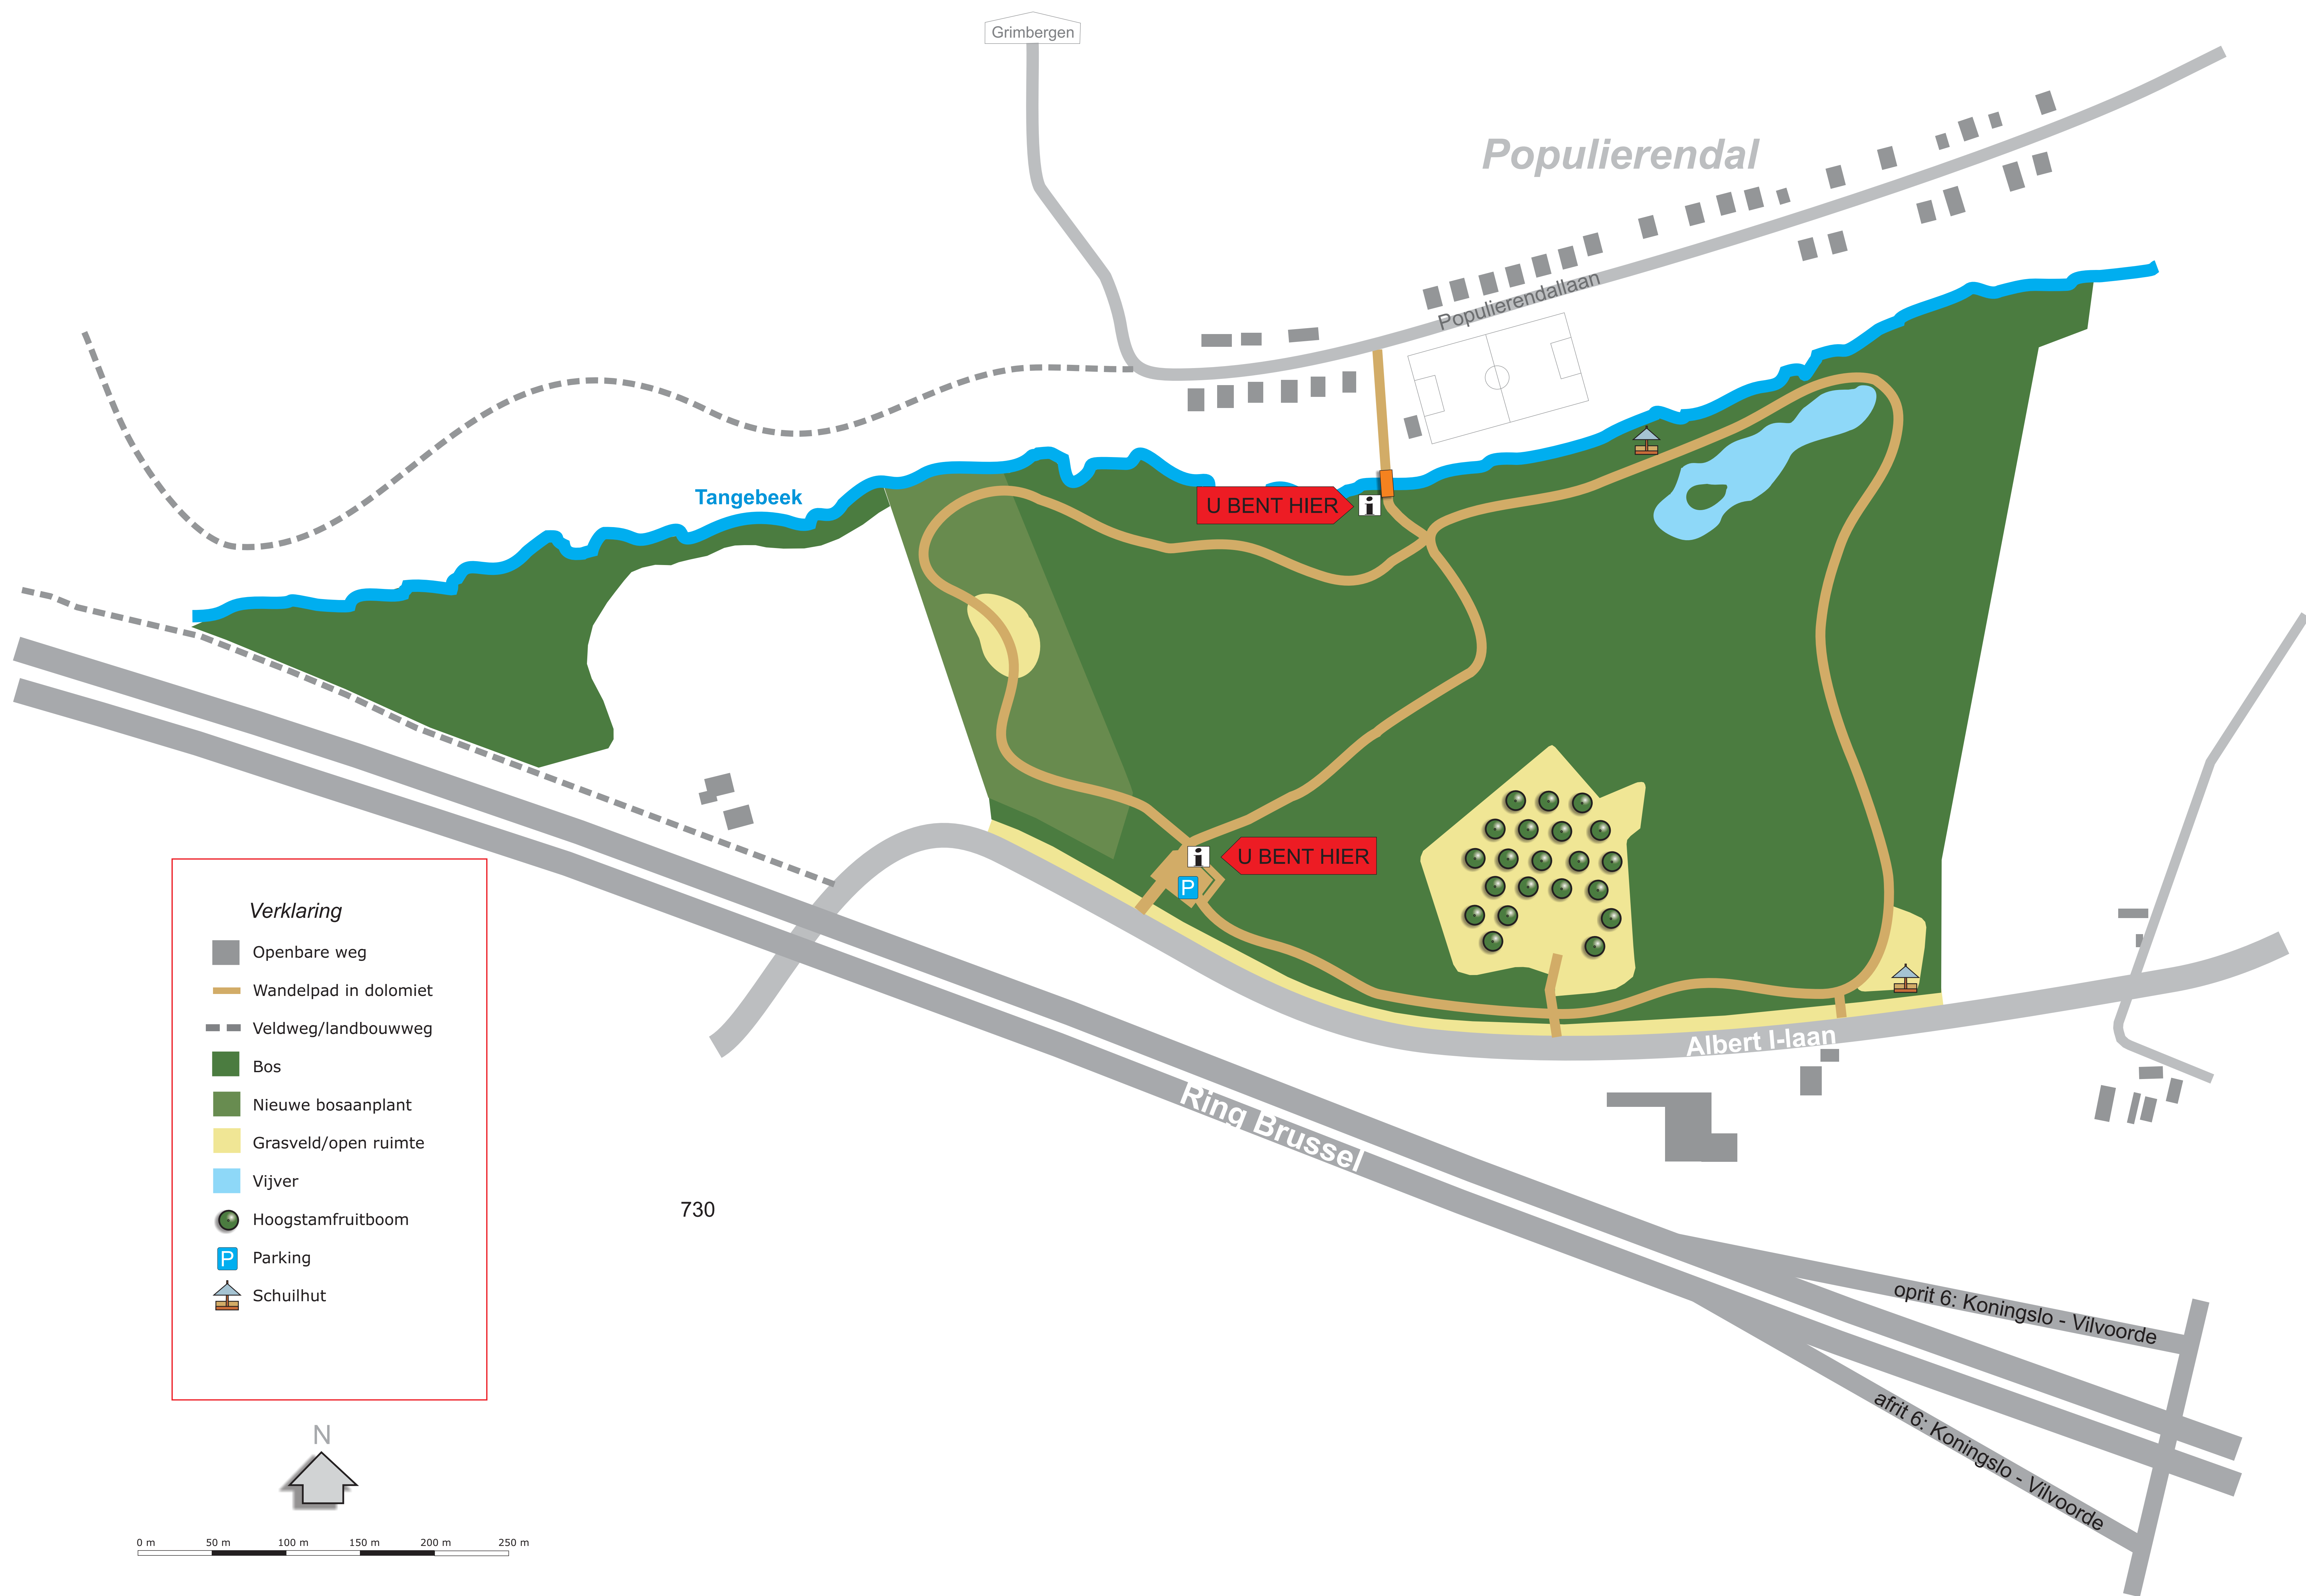 Grimbergen
Populierendal
Populierendallaan
Tangebeek
U BENT HIER
i
i
U BENT HIER
P
Albert I-laan
Ring Brussel
730
oprit 6: Koningslo - Vilvoorde
afrit 6: Koningslo - Vilvoorde
Verklaring
Openbare weg
Wandelpad in dolomiet
Veldweg/landbouwweg
Bos
Nieuwe bosaanplant
Grasveld/open ruimte
Vijver
Hoogstamfruitboom
P Parking
Schuilhut
N
0 m 50 m 100 m 150 m 200 m 250 m